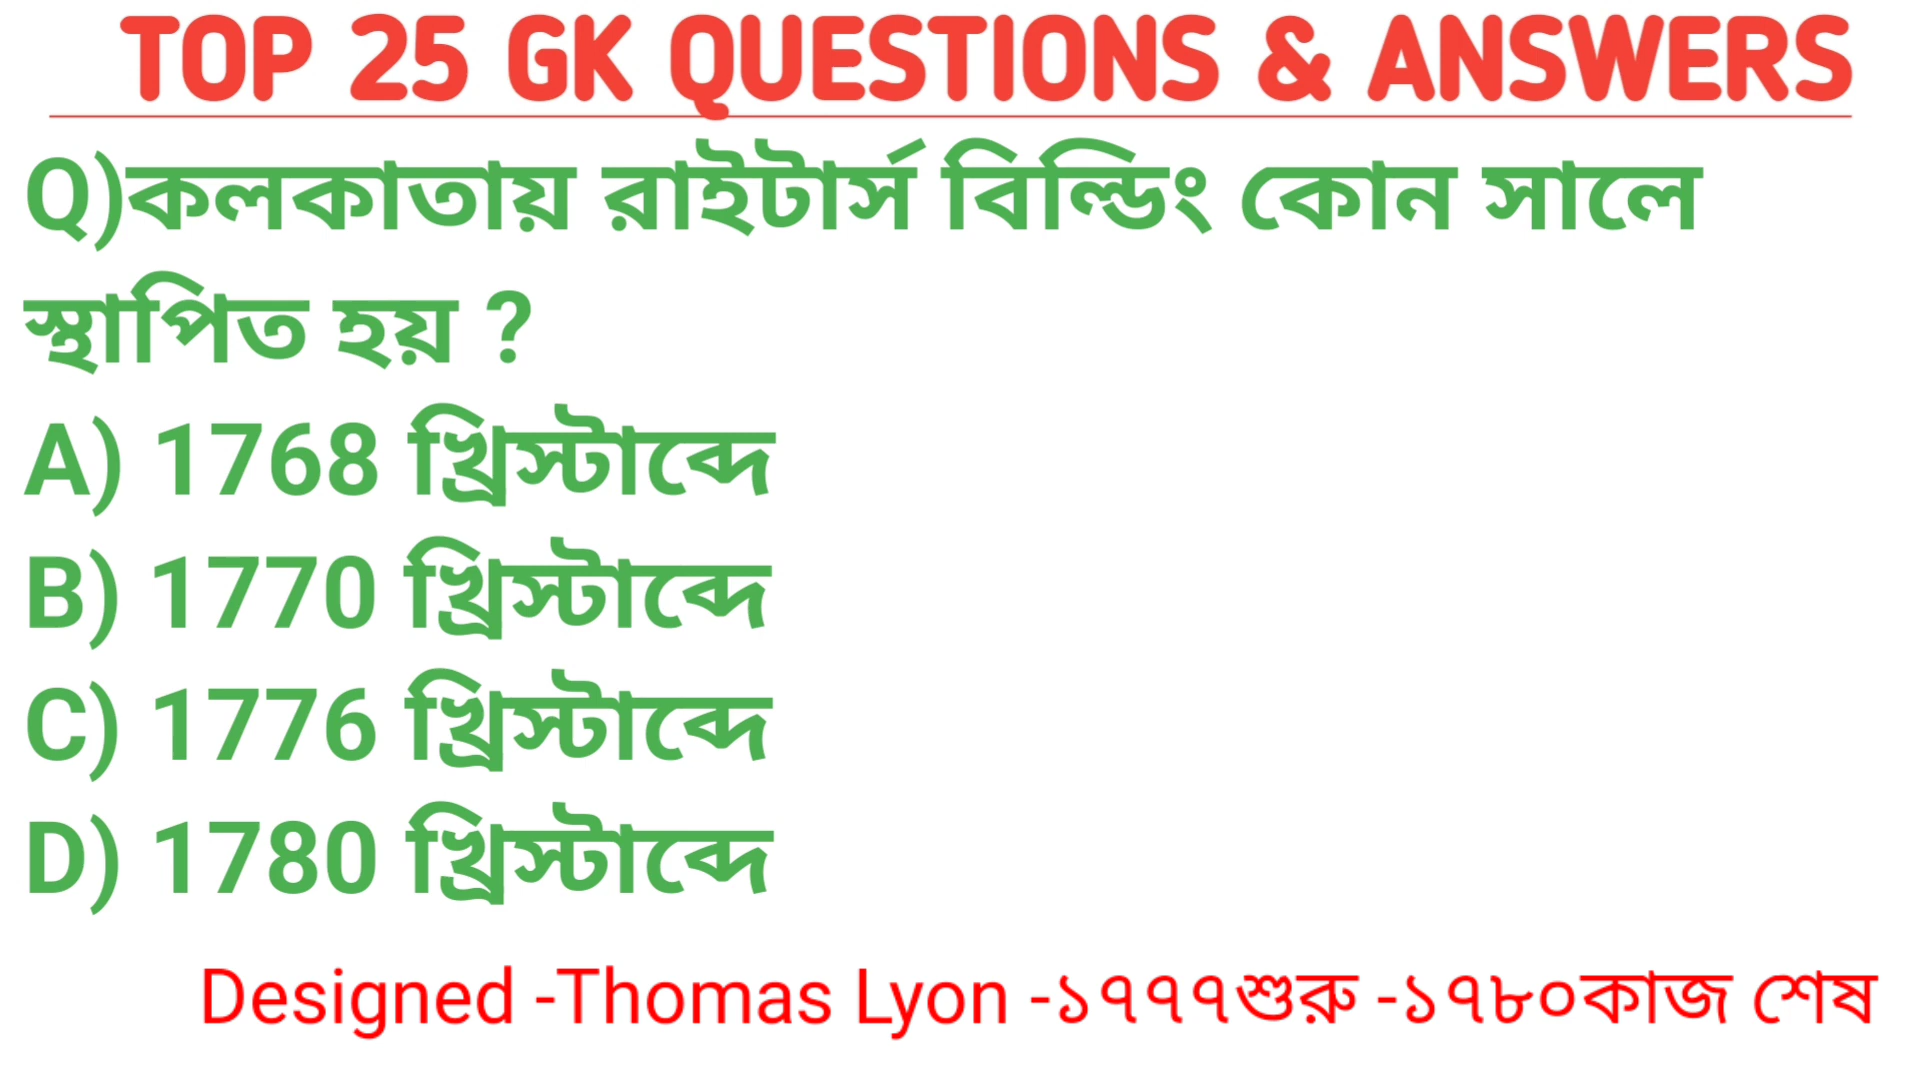 TOP 25 GK QUESTIONS & ANSWERS
Q)কলকাতায় রাইটার্স বিল্ডিং কোন সালে
স্থাপিত হয় ?
A) 1768 খ্রিস্টাব্দে
B) 1770 খ্রিস্টাব্দে
C) 1776 খ্রিস্টাব্দে
D) 1780 খ্রিস্টাব্দে
Designed -Thomas Lyon -১৭৭৭শুরু -১৭৮০কাজ শেষ